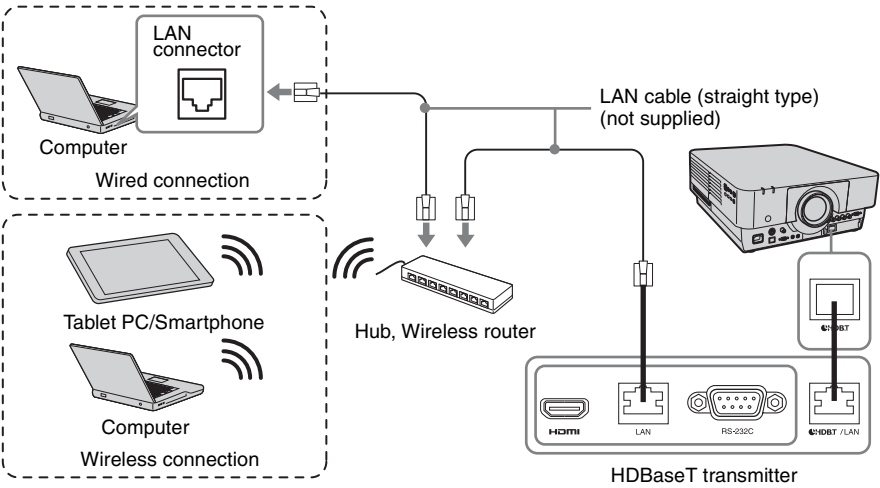 LAN
connector
Computer
Wired connection
LAN cable (straight type)
(not supplied)
Tablet PC/Smartphone
Computer
Wireless connection
Hub, Wireless router
HDBT
HDMI
LAN
RS-232C
HDBT / LAN
HDBaseT transmitter